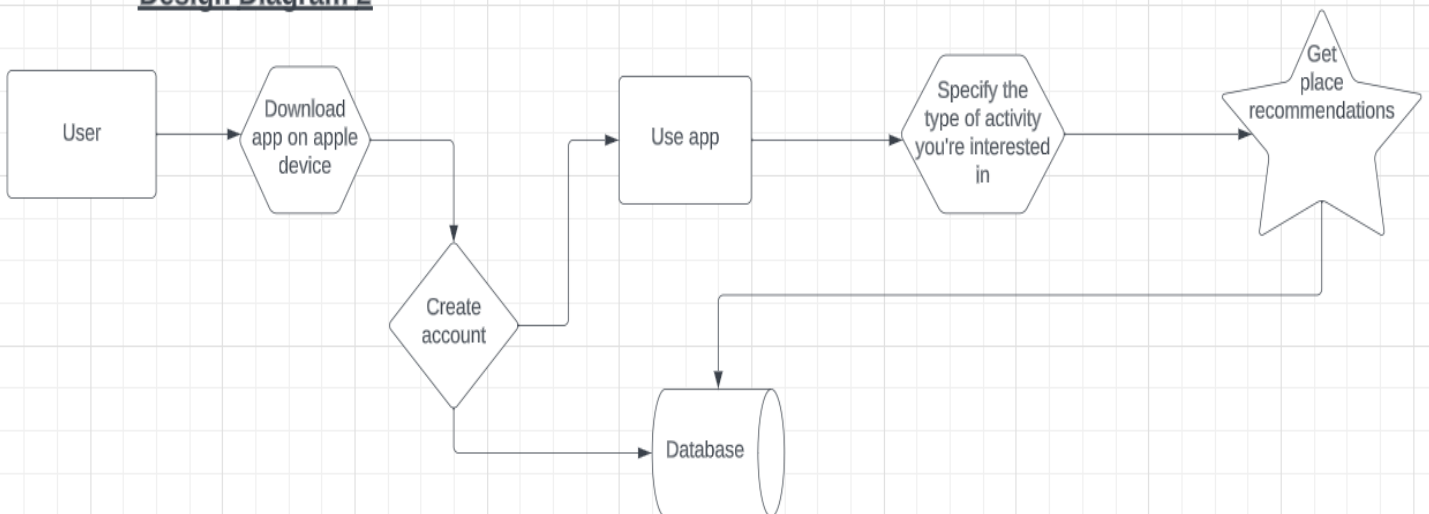 Design Diagram 2
User
Download
app on apple
device
Create
account
Use app
Specify the
type of activity
you're interested
in
Get
place
recommendations
Database